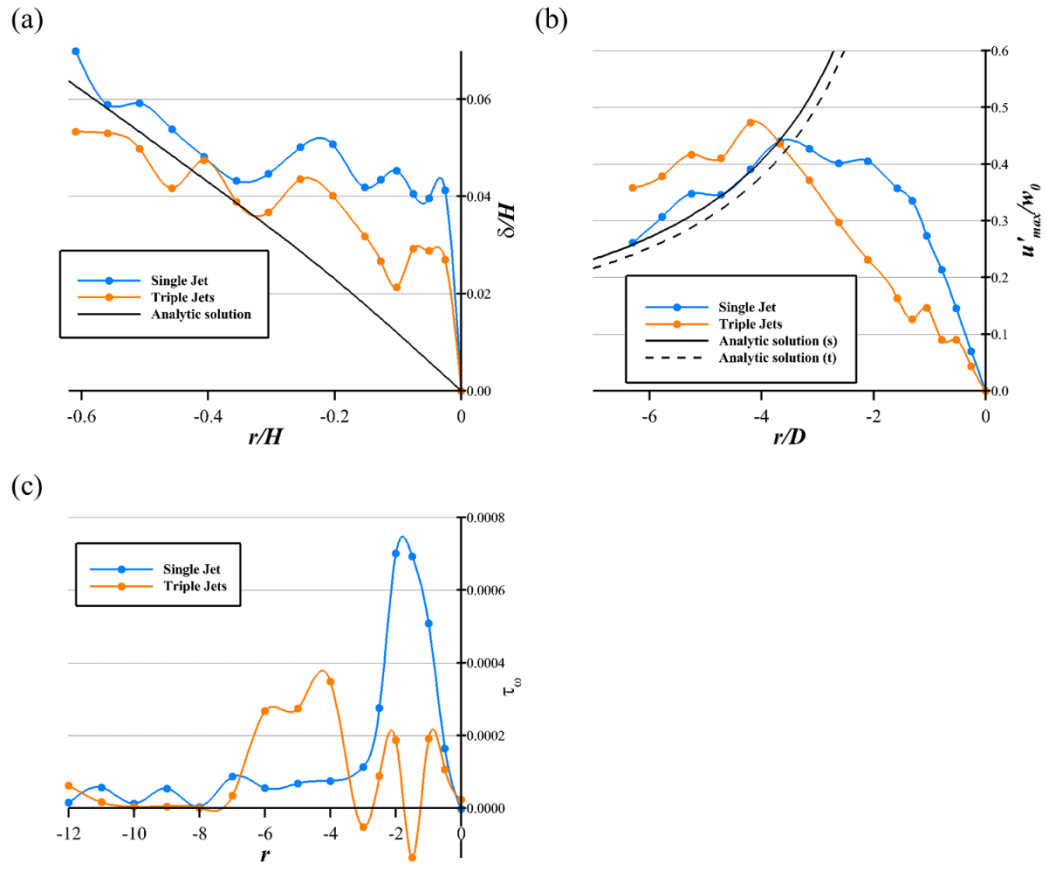 (a)
0.06
0.04
0.02
0.00
δ/H
Single Jet
Triple Jets
Analytic solution
-0.6
-0.4
-0.2
0
r/H
(b)
0.6
0.5
0.4
0.3
0.2
0.1
0.0
u'max/w0
Single Jet
Triple Jets
Analytic solution (s)
Analytic solution (t)
-6
-4
-2
0
r/D
(c)
0.0008
0.0006
0.0004
0.0002
0.0000
τω
Single Jet
Triple Jets
-12
-10
-8
-6
-4
-2
0
r